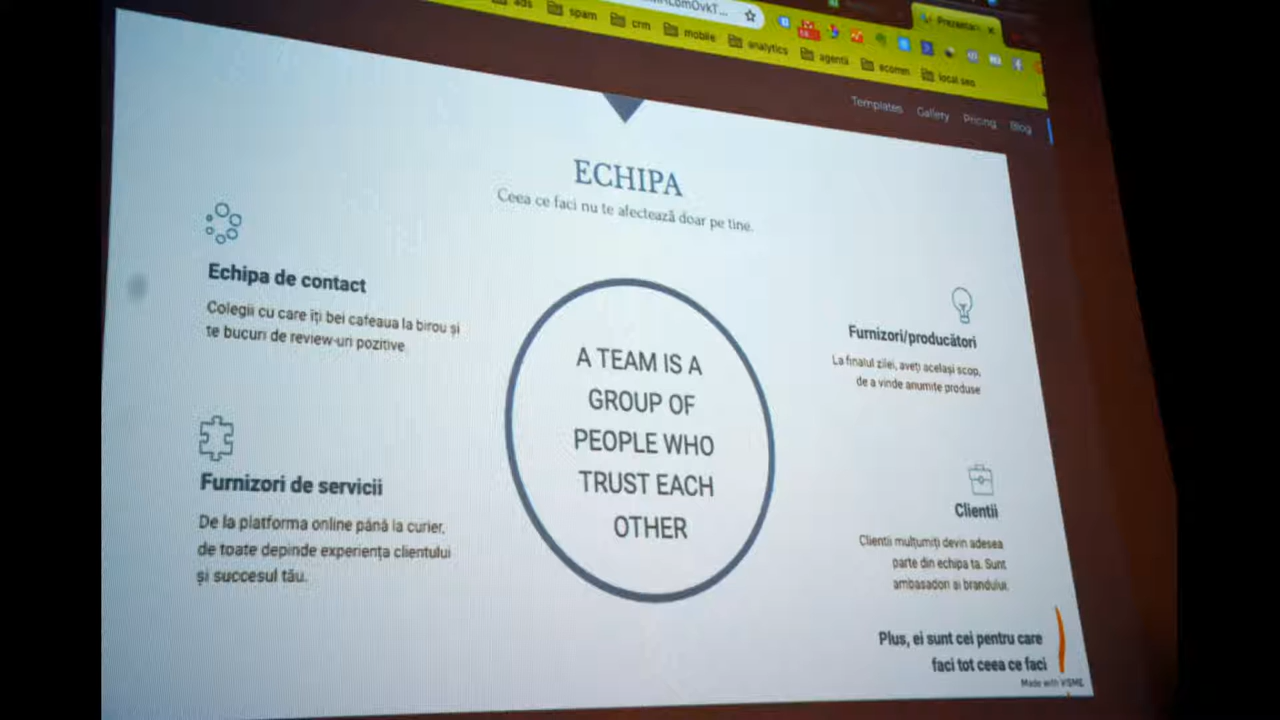 ads
spam
crm
mobile
analytics
agentii
ecomm
local seo
Templates
Gallery
Pricing
Blog
ECHIPA
Ceea ce faci nu te afectează doar pe tine.
Echipa de contact
Colegii cu care iți bei cafeaua la birou și
te bucuri de review-uri pozitive
Furnizori de servicii
De la platforma online până la curier,
de toate depinde experiența clientului
și succesul tău.
A TEAM IS A
GROUP OF
PEOPLE WHO
TRUST EACH
OTHER
Furnizori/producători
La finalul zilei, aveți același scop,
de a vinde anumite produse
Clientii
Clientii mulțumiți devin adesea
parte din echipa ta. Sunt
ambasadori ai brandului.
Plus, ei sunt cei pentru care
faci tot ceea ce faci
Made with VISME